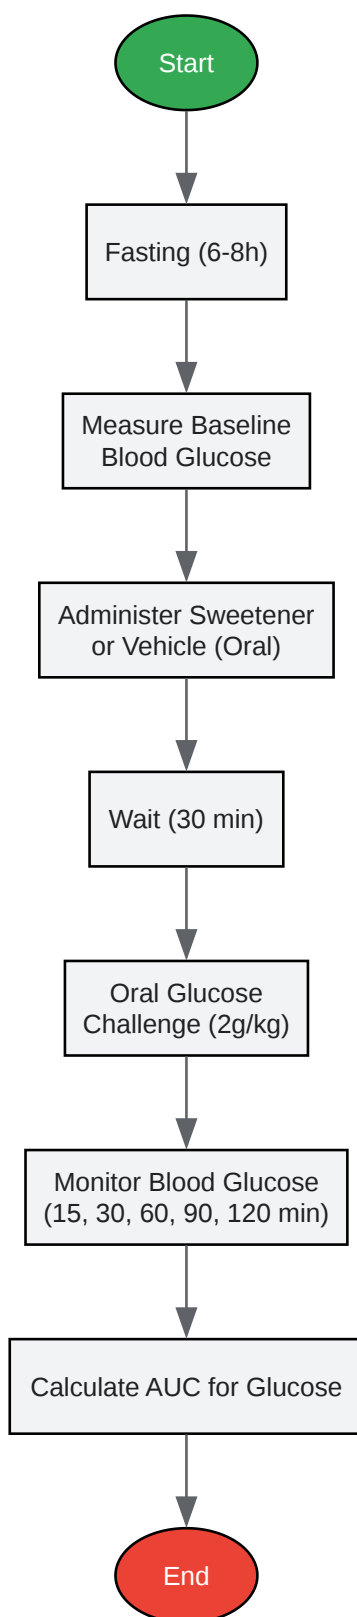 Start
Fasting (6-8h)
Measure Baseline
Blood Glucose
Administer Sweetener
or Vehicle (Oral)
Wait (30 min)
Oral Glucose
Challenge (2g/kg)
Monitor Blood Glucose
(15, 30, 60, 90, 120 min)
Calculate AUC for Glucose
End